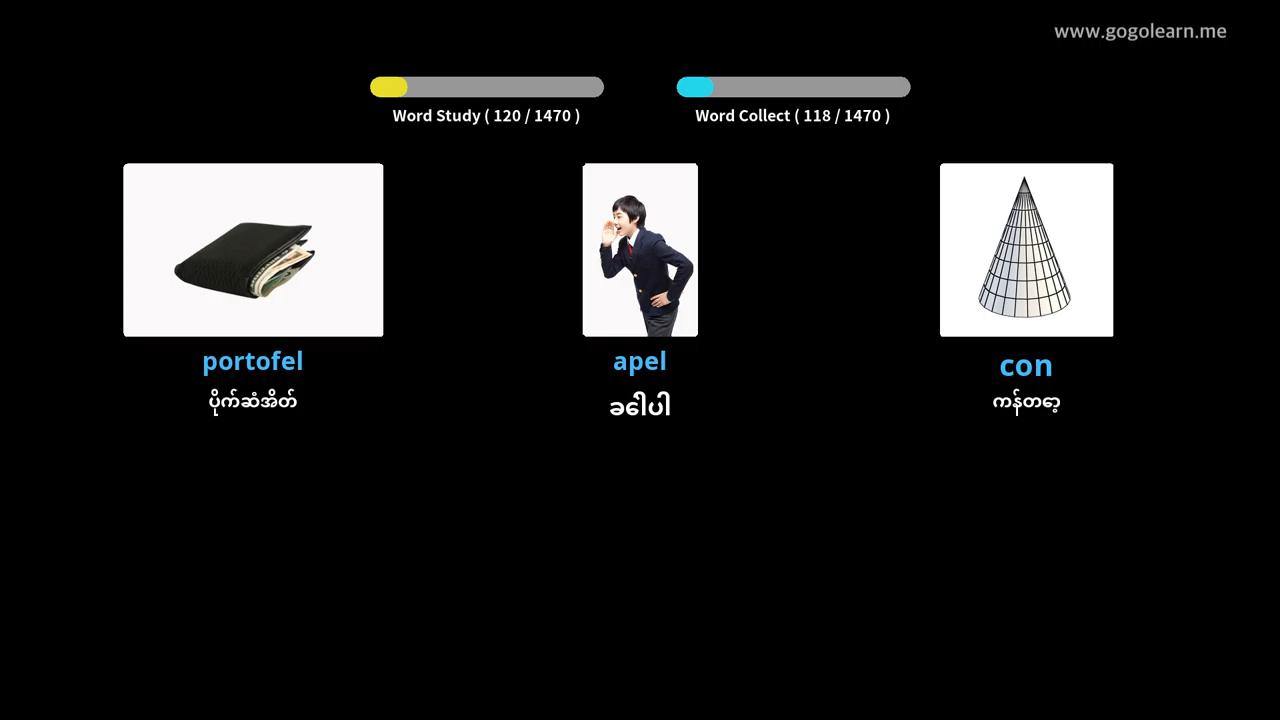 www.gogolearn.me
Word Study ( 120 / 1470 )
Word Collect ( 118 / 1470 )
portofel
ပိုက်ဆံအိတ်
apel
ခေါ်ပါ
con
ကန်တော့